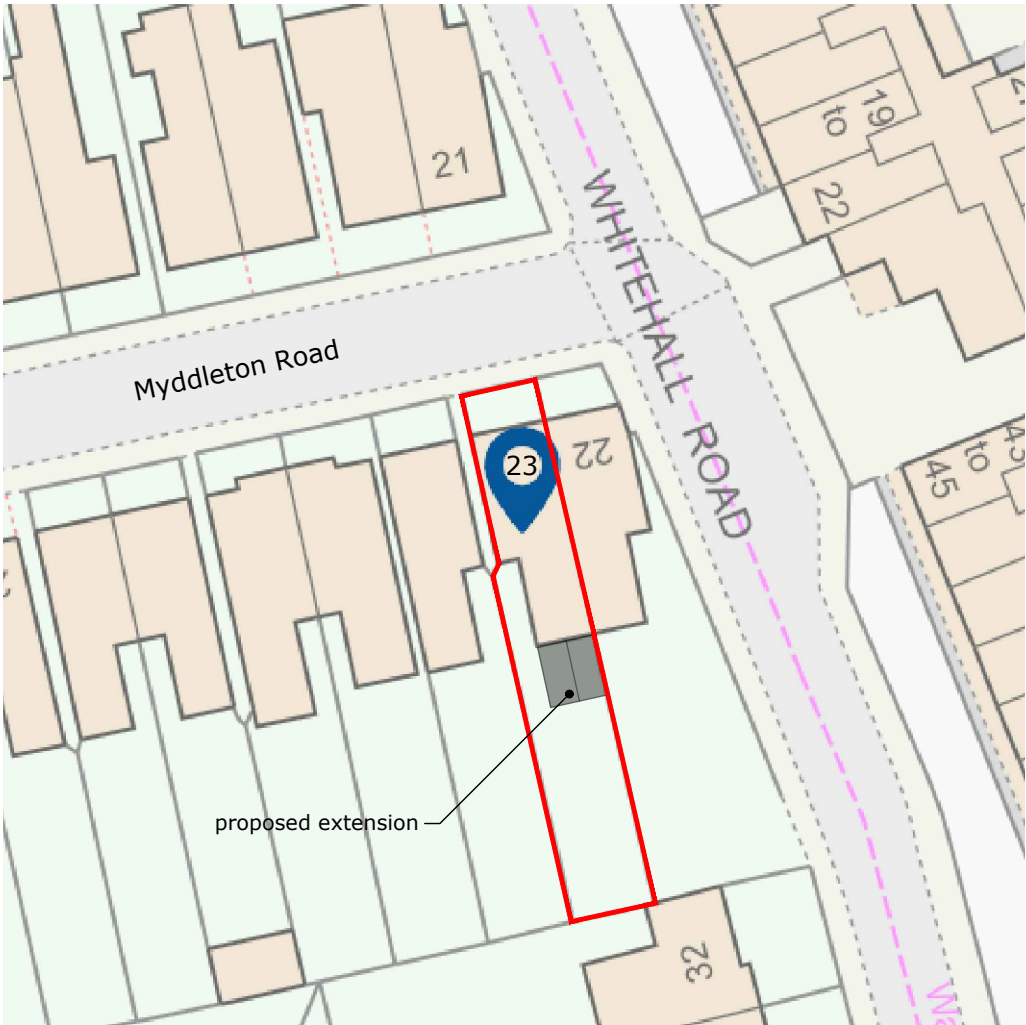 21
19
to
22
WHITEHALL ROAD
Myddleton Road
23
22
45
to
43
proposed extension
32